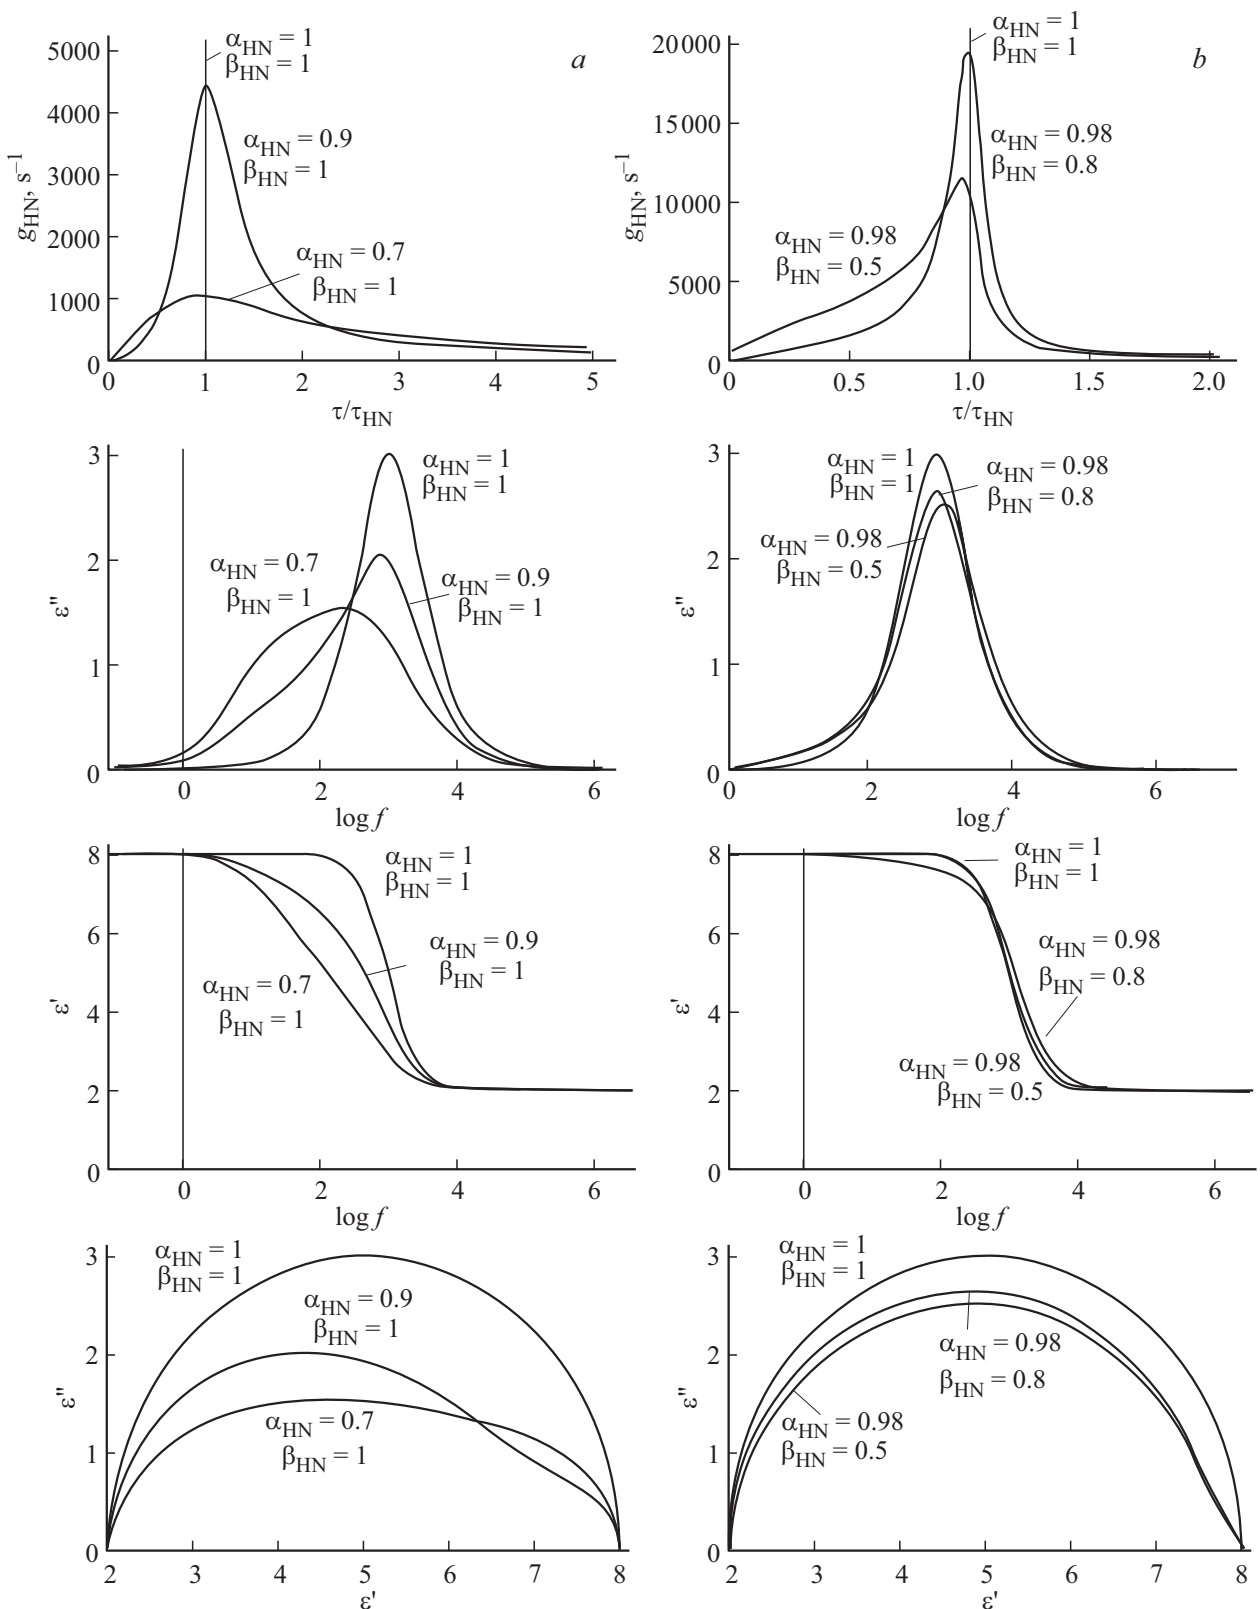 a
α_HN = 1
β_HN = 1
α_HN = 0.9
β_HN = 1
α_HN = 0.7
β_HN = 1
g_HN, s⁻¹
5000
4000
3000
2000
1000
0
0 1 2 3 4 5
τ/τ_HN
b
α_HN = 1
β_HN = 1
α_HN = 0.98
β_HN = 0.8
α_HN = 0.98
β_HN = 0.5
g_HN, s⁻¹
20 000
15 000
10 000
5000
0
0 0.5 1.0 1.5 2.0
τ/τ_HN
α_HN = 1
β_HN = 1
α_HN = 0.7
β_HN = 1
α_HN = 0.9
β_HN = 1
ε"
3
2
1
0
0 2 4 6
log f
α_HN = 1
β_HN = 1
α_HN = 0.98
β_HN = 0.8
α_HN = 0.98
β_HN = 0.5
ε"
3
2
1
0
0 2 4 6
log f
α_HN = 1
β_HN = 1
α_HN = 0.9
β_HN = 1
α_HN = 0.7
β_HN = 1
ε'
8
6
4
2
0
0 2 4 6
log f
α_HN = 1
β_HN = 1
α_HN = 0.98
β_HN = 0.8
α_HN = 0.98
β_HN = 0.5
ε'
8
6
4
2
0
0 2 4 6
log f
α_HN = 1
β_HN = 1
α_HN = 0.9
β_HN = 1
α_HN = 0.7
β_HN = 1
ε"
3
2
1
0
2 3 4 5 6 7 8
ε'
α_HN = 1
β_HN = 1
α_HN = 0.98
β_HN = 0.8
α_HN = 0.98
β_HN = 0.5
ε"
3
2
1
0
2 3 4 5 6 7 8
ε'